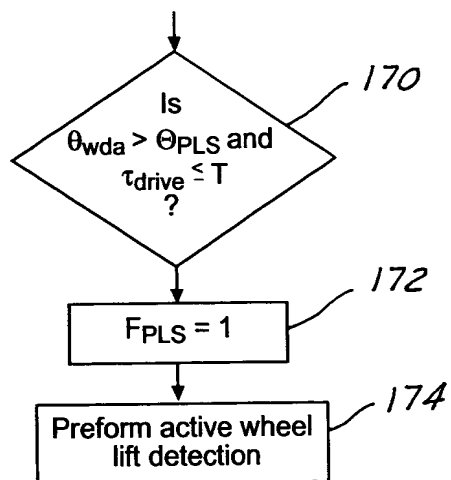 Is
θwda > ΘPLS and
τdrive ≤ T
?
170
FPLS = 1
172
Preform active wheel
lift detection
174